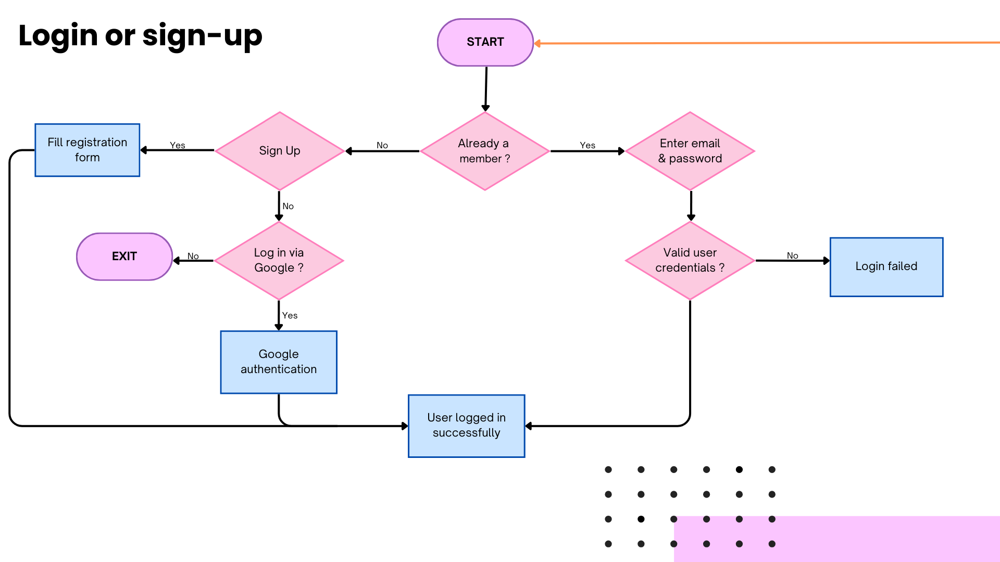 Login or sign-up
START
Fill registration
form
Yes
Sign Up
No
Already a
member ?
Yes
Enter email
& password
No
EXIT
No
Log in via
Google ?
Valid user
credentials ?
No
Login failed
Yes
Google
authentication
User logged in
successfully